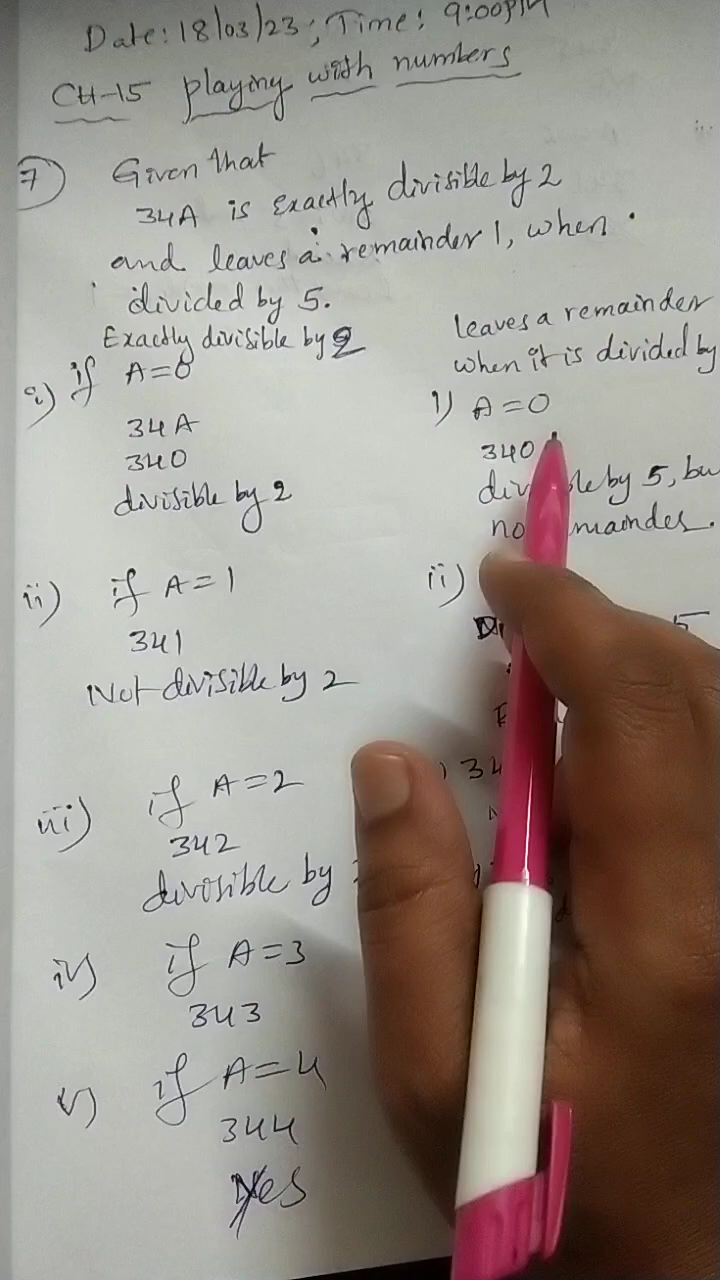 Date: 18/03/23; Time: 9:00PM
CH-15 playing with numbers
7 Given that
34A is Exactly divisible by 2
and leaves a remainder 1, when
divided by 5.
Exactly divisible by 2
i) if A=0
34A
340
divisible by 2
ii) if A=1
341
Not divisible by 2
iii) if A=2
342
divisible by
iv) if A=3
343
v) if A=4
344
Yes
leaves a remainder
when it is divided by
1) A=0
340
by 5, bu
no
ii)
5
34